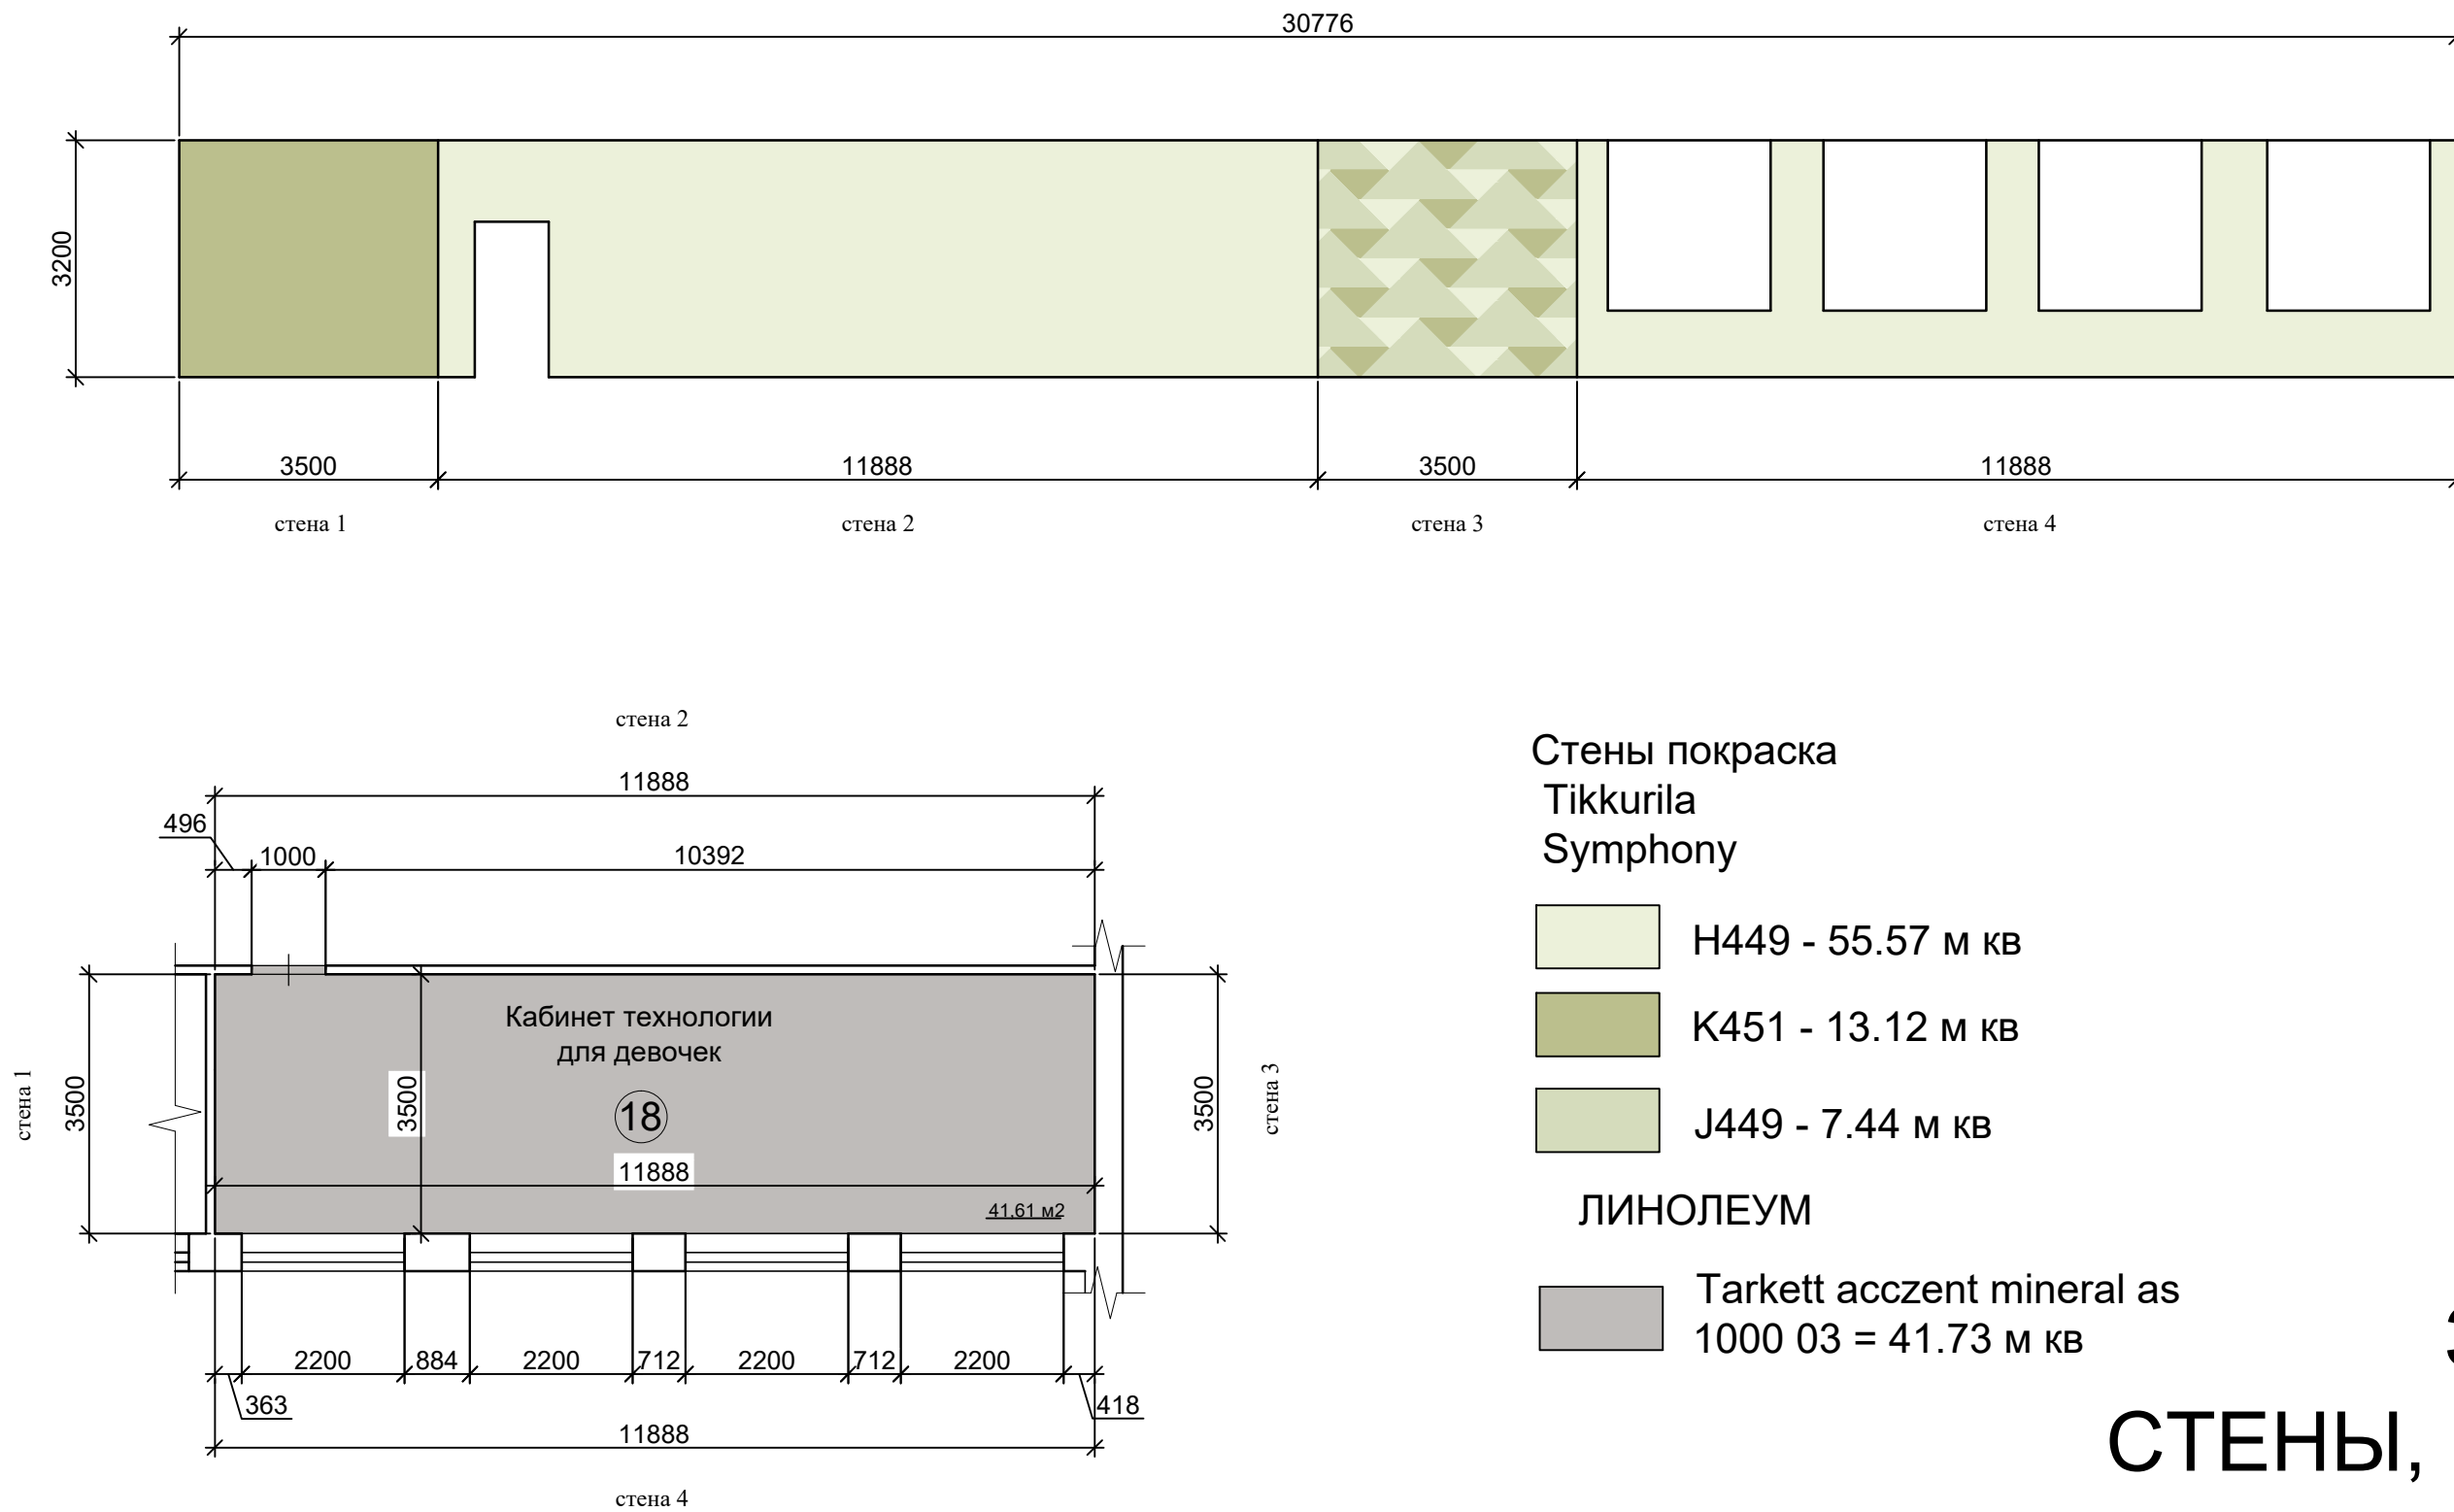 30776
3200
3500
11888
3500
11888
стена 1
стена 2
стена 3
стена 4
стена 2
11888
496
1000
10392
Кабинет технологии
для девочек
18
11888
41,61 м2
стена 1
3500
3500
3500
стена 3
2200
884
2200
712
2200
712
2200
363
418
11888
стена 4
Стены покраска
Tikkurila
Symphony
H449 - 55.57 м кв
K451 - 13.12 м кв
J449 - 7.44 м кв
ЛИНОЛЕУМ
Tarkett acczent mineral as
1000 03 = 41.73 м кв
СТЕНЫ,